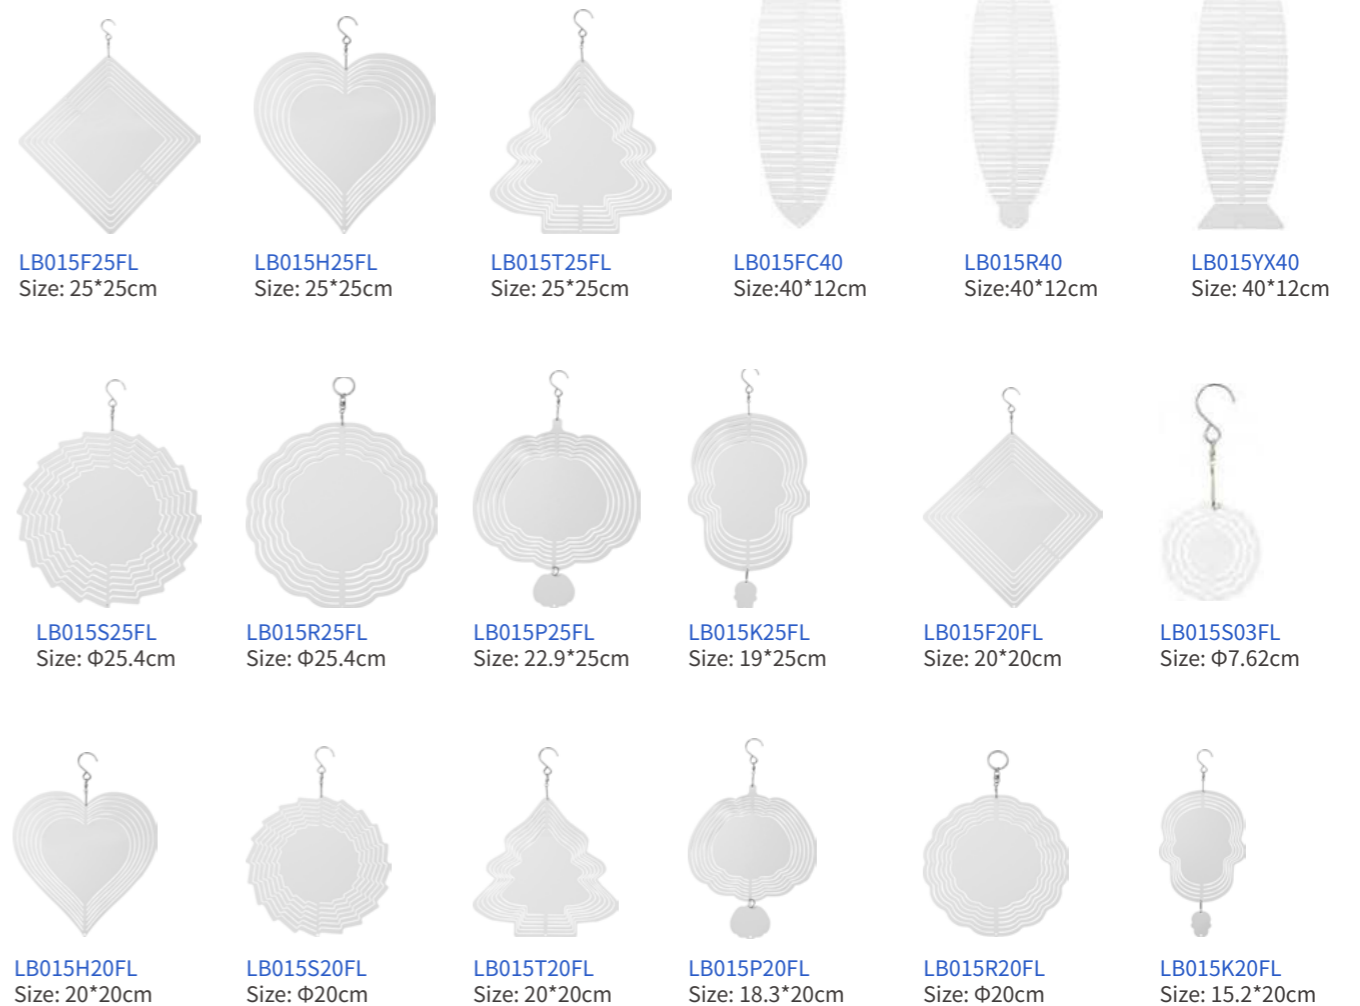 LB015F25FL
Size: 25*25cm
LB015H25FL
Size: 25*25cm
LB015T25FL
Size: 25*25cm
LB015FC40
Size:40*12cm
LB015R40
Size:40*12cm
LB015YX40
Size: 40*12cm
LB015S25FL
Size: Φ25.4cm
LB015R25FL
Size: Φ25.4cm
LB015P25FL
Size: 22.9*25cm
LB015K25FL
Size: 19*25cm
LB015F20FL
Size: 20*20cm
LB015S03FL
Size: Φ7.62cm
LB015H20FL
Size: 20*20cm
LB015S20FL
Size: Φ20cm
LB015T20FL
Size: 20*20cm
LB015P20FL
Size: 18.3*20cm
LB015R20FL
Size: Φ20cm
LB015K20FL
Size: 15.2*20cm